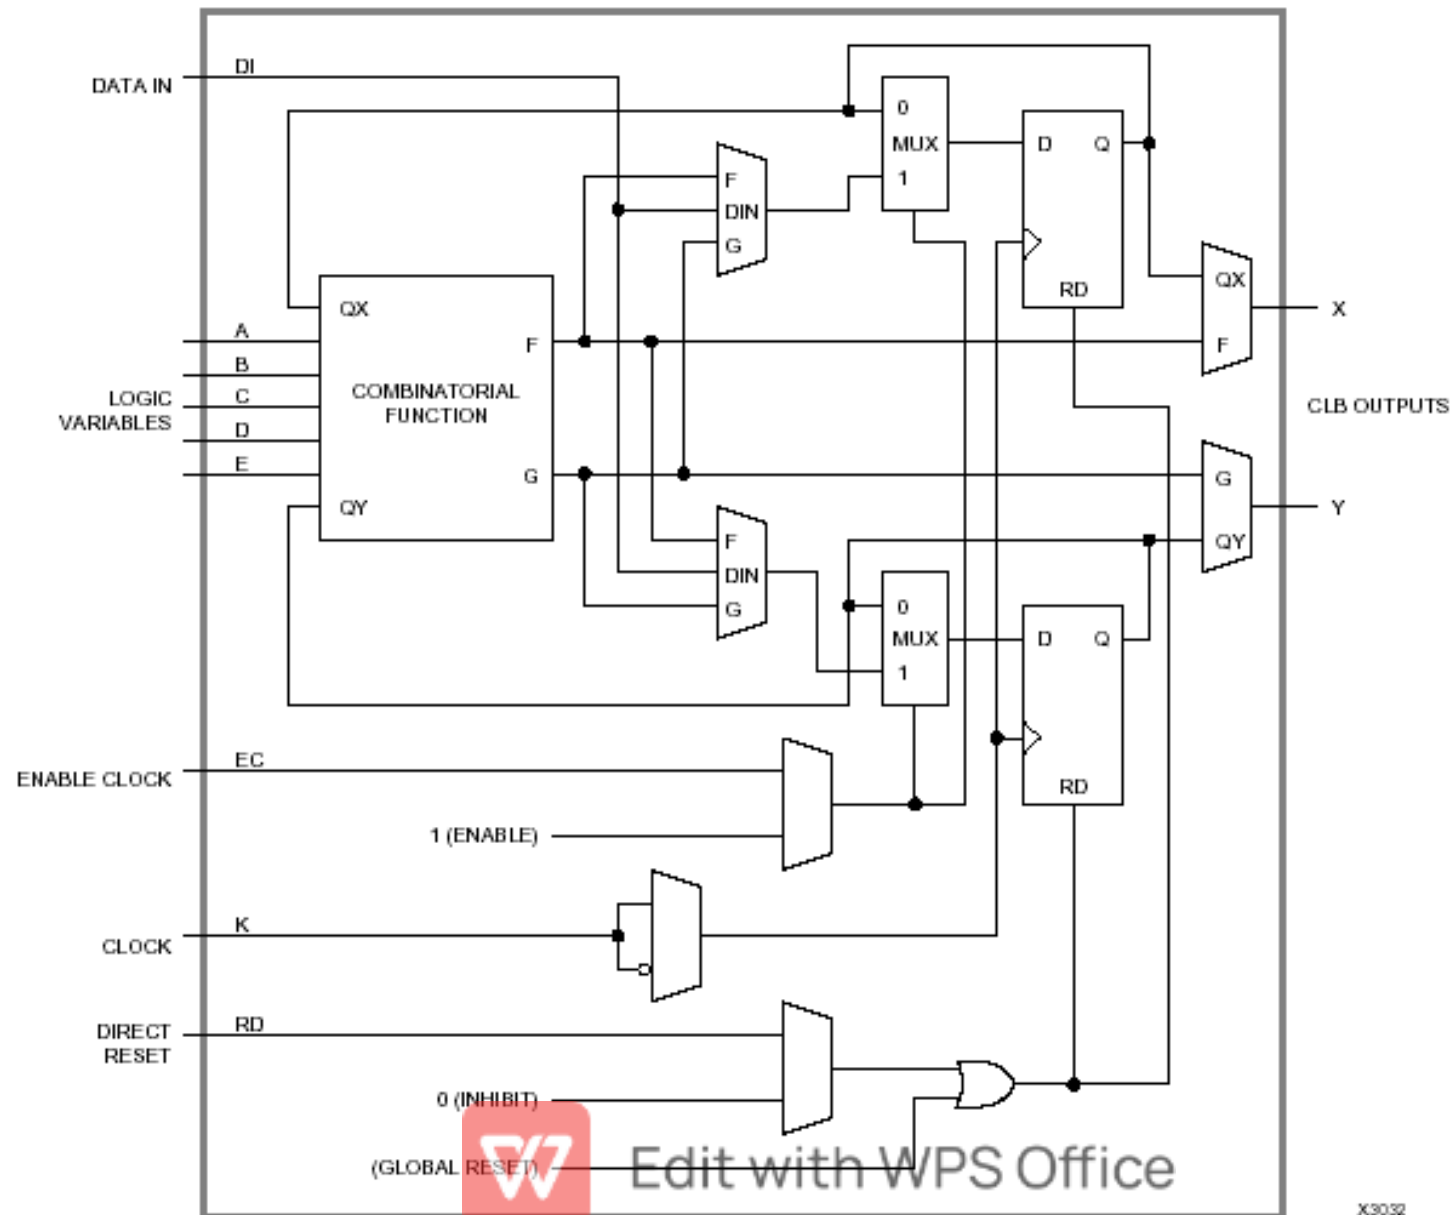 DI
DATA IN
0
MUX
1
D Q
RD
F
DIN
G
QX
A
B
C
D
E
LOGIC
VARIABLES
QX
COMBINATORIAL
FUNCTION
F
G
QY
F
X
CLB OUTPUTS
G
QY
Y
F
DIN
G
0
MUX
1
D Q
RD
EC
ENABLE CLOCK
1 (ENABLE)
K
CLOCK
RD
DIRECT
RESET
0 (INHIBIT)
(GLOBAL RESET)
Edit with WPS Office
X3032